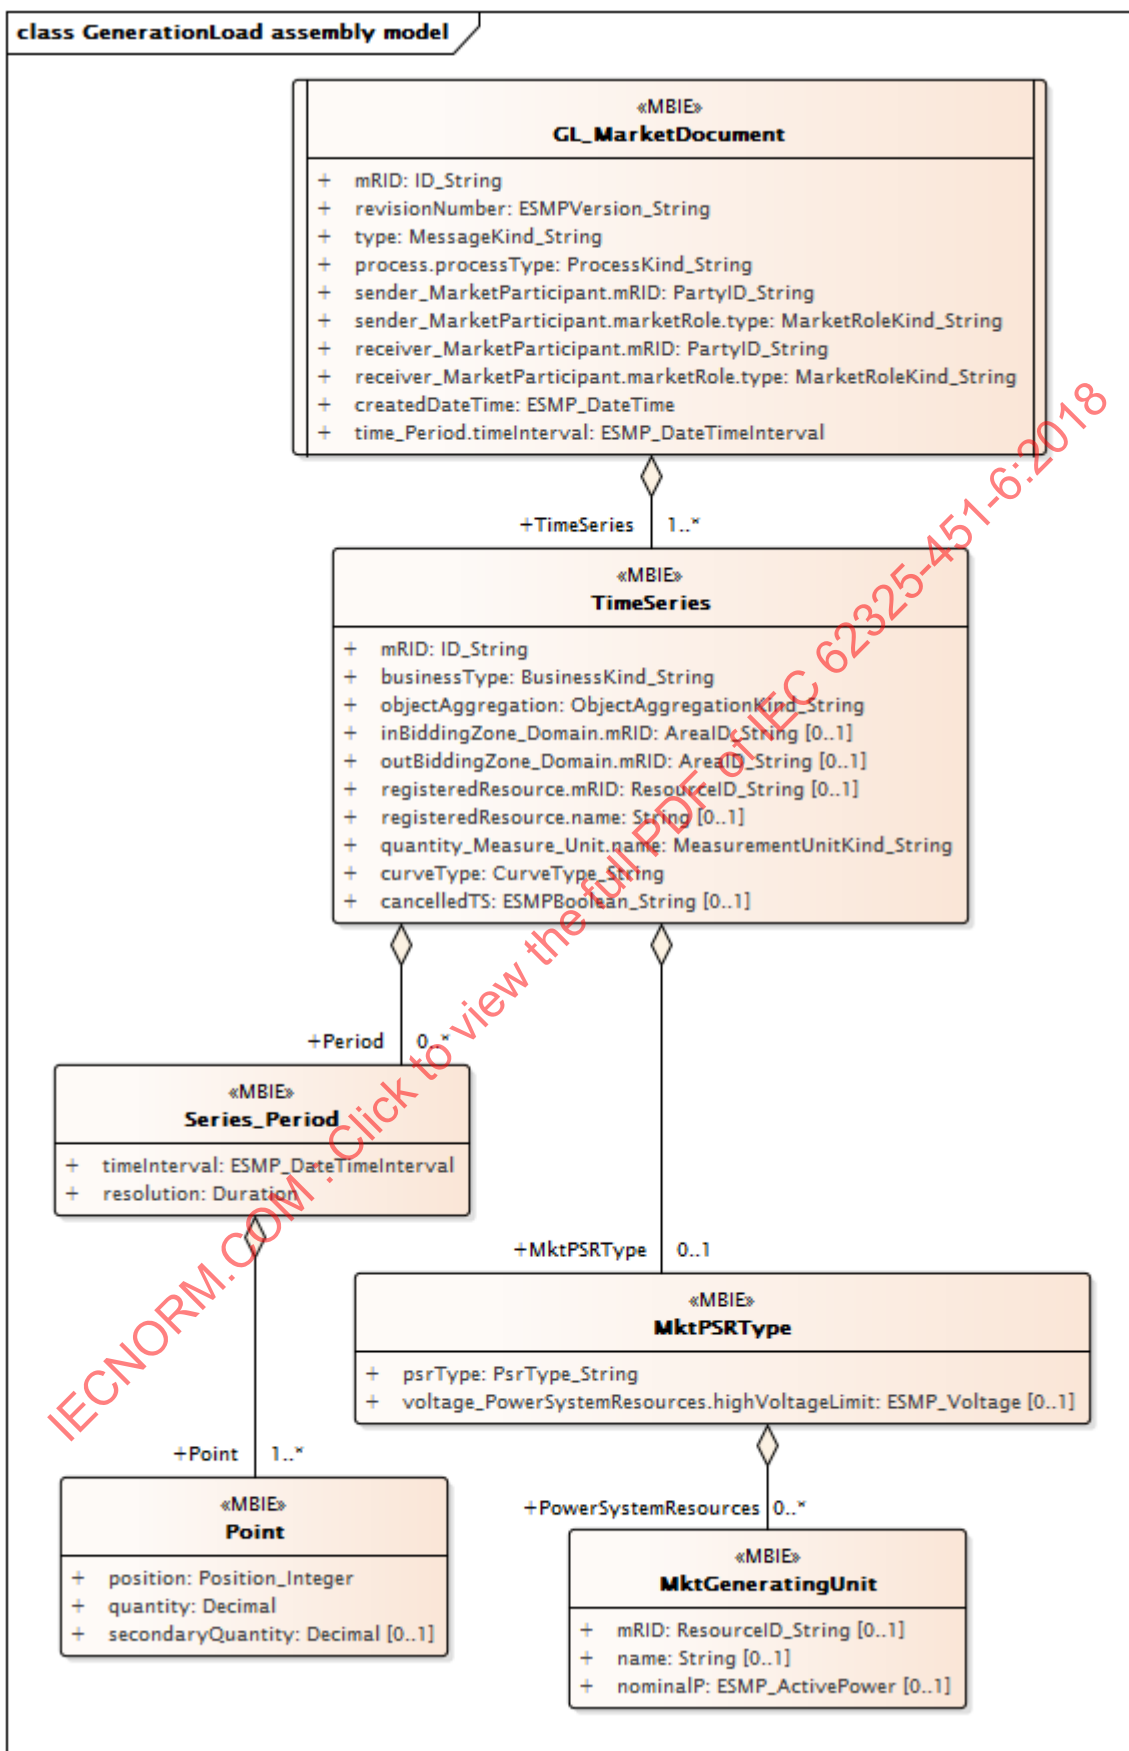 class GenerationLoad assembly model
«MBIE»
GL_MarketDocument
+ mRID: ID_String
+ revisionNumber: ESMPVersion_String
+ type: MessageKind_String
+ process.processType: ProcessKind_String
+ sender_MarketParticipant.mRID: PartyID_String
+ sender_MarketParticipant.marketRole.type: MarketRoleKind_String
+ receiver_MarketParticipant.mRID: PartyID_String
+ receiver_MarketParticipant.marketRole.type: MarketRoleKind_String
+ createdDateTime: ESMP_DateTime
+ time_Period.timeInterval: ESMP_DateTimeInterval
+TimeSeries 1..*
«MBIE»
TimeSeries
+ mRID: ID_String
+ businessType: BusinessKind_String
+ objectAggregation: ObjectAggregationKind_String
+ inBiddingZone_Domain.mRID: AreaID_String [0..1]
+ outBiddingZone_Domain.mRID: AreaID_String [0..1]
+ registeredResource.mRID: ResourceID_String [0..1]
+ registeredResource.name: String [0..1]
+ quantity_Measure_Unit.name: MeasurementUnitKind_String
+ curveType: CurveType_String
+ cancelledTS: ESMPBoolean_String [0..1]
+Period 0..*
«MBIE»
Series_Period
+ timeInterval: ESMP_DateTimeInterval
+ resolution: Duration
+MktPSRType 0..1
«MBIE»
MktPSRType
+ psrType: PsrType_String
+ voltage_PowerSystemResources.highVoltageLimit: ESMP_Voltage [0..1]
+Point 1..*
«MBIE»
Point
+ position: Position_Integer
+ quantity: Decimal
+ secondaryQuantity: Decimal [0..1]
+PowerSystemResources 0..*
«MBIE»
MktGeneratingUnit
+ mRID: ResourceID_String [0..1]
+ name: String [0..1]
+ nominalP: ESMP_ActivePower [0..1]
IECNORM.COM : Click to view the full PDF of IEC 62325-451-6:2018